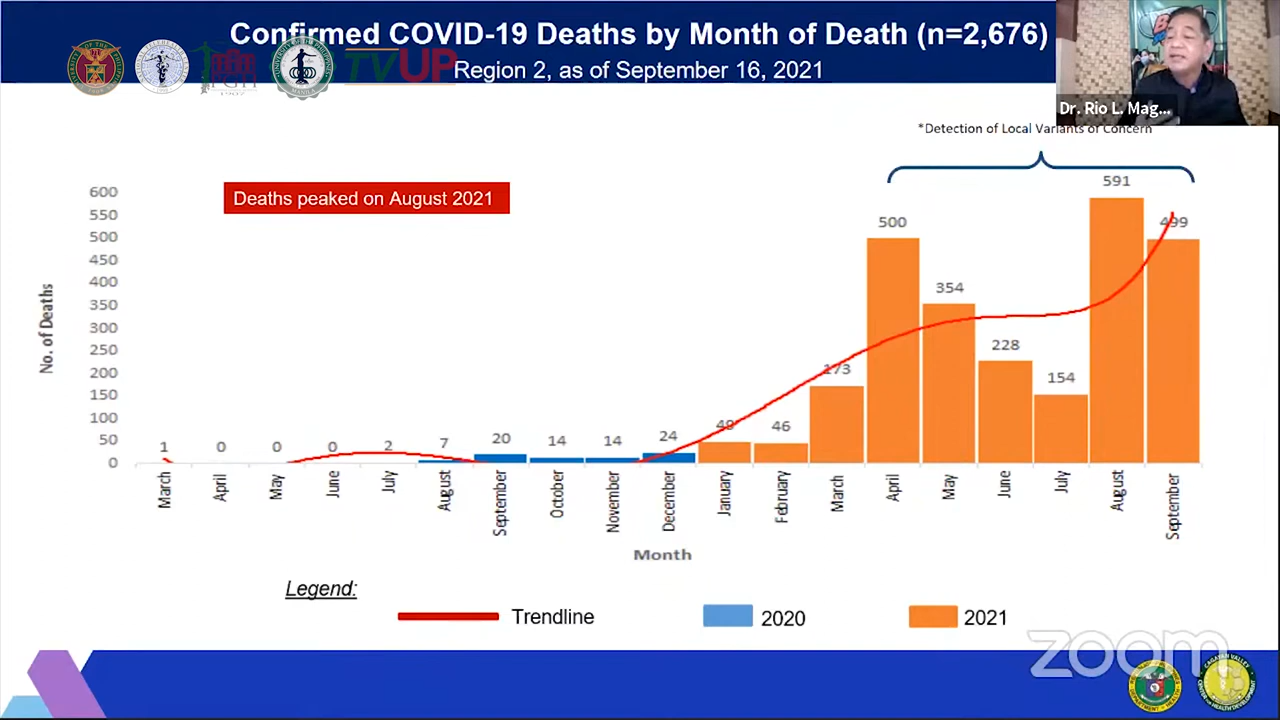 Confirmed COVID-19 Deaths by Month of Death (n=2,676)
Region 2, as of September 16, 2021
TVUP
PGH
1907
Dr. Rio L. Mag...
*Detection of Local Variants of Concern
Deaths peaked on August 2021
No. of Deaths
600
550
500
450
400
350
300
250
200
150
100
50
0
1 0 0 0 2 7 20 14 14 24 46 173 500 354 228 154 591 499
March April May June July August September October November December January February March April May June July August September
Month
Legend:
Trendline 2020 2021
zoom